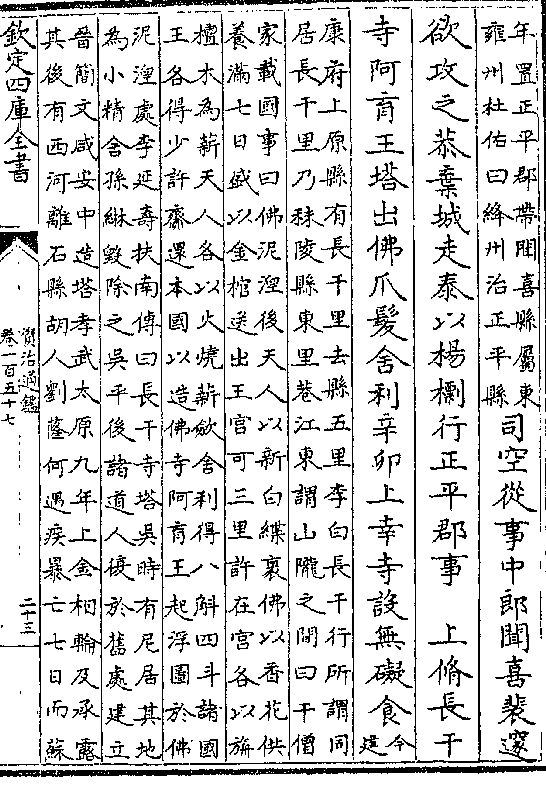 年置正平郡帶聞喜縣屬東
雍州杜佑曰絳州治正平縣
司空從事中郎聞喜裴邃
欲攻之恭棄城走泰以楊檦行正平郡事　上脩長干
寺阿育王塔出佛爪髮舍利辛卯上幸寺設無礙食
今
建
康府上原縣有長干里去縣五里李白長干行所謂同
居長干里乃秣陵縣東里巷江東謂山隴之間曰干僧
家載國事曰佛泥洹後天人以新白緤裹佛以香花供
養滿七日盛以金棺送出王宮可三里許在宮各以旃
檀木為薪天人各以火燒薪斂舍利得八斛四斗諸國
王各得少許齎還本國以造佛寺阿育王起浮圖於佛
泥洹處李延壽扶南傳曰長干寺塔吳時有尼居其地
為小精舍孫綝毀除之吳平後諸道人復於舊處建立
晉簡文咸安中造塔孝武太原九年上金相輪及承露
其後有西河離石縣胡人劉薩何遇疾暴亡七日而蘇
欽定四庫全書
資治通鑑
卷一百五十七
二十三